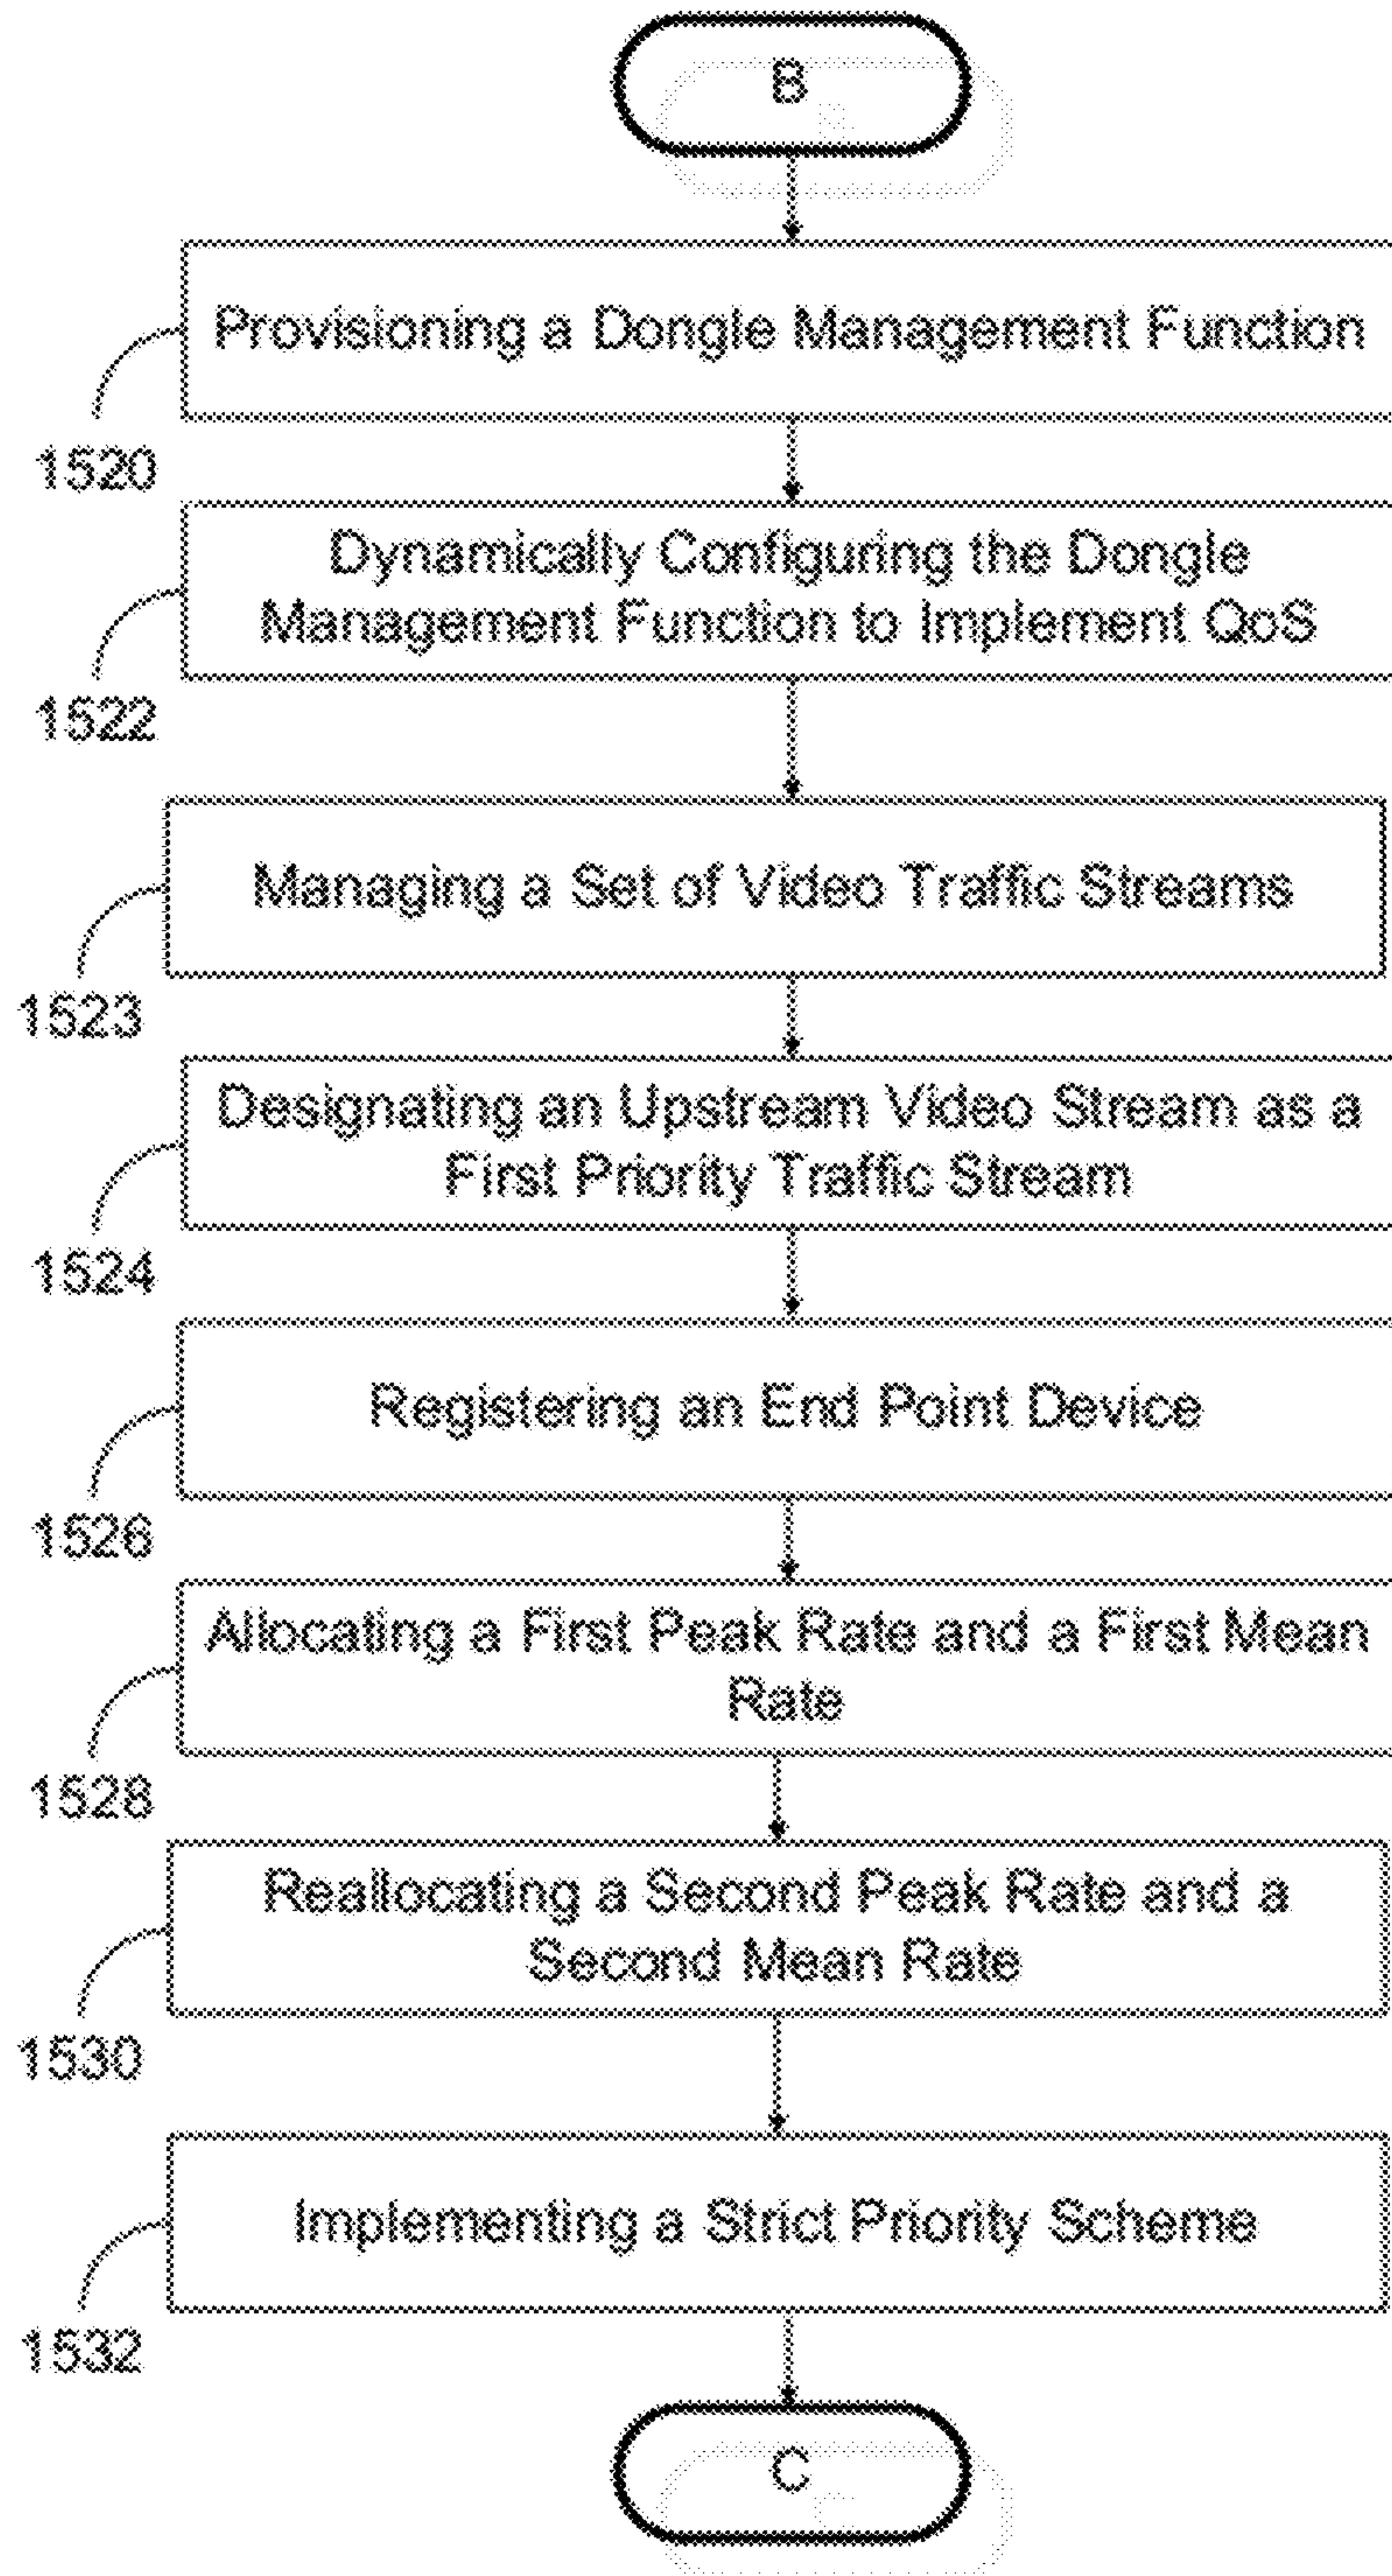 B
Provisioning a Dongle Management Function
1520
Dynamically Configuring the Dongle
Management Function to Implement QoS
1522
Managing a Set of Video Traffic Streams
1523
Designating an Upstream Video Stream as a
First Priority Traffic Stream
1524
Registering an End Point Device
1526
Allocating a First Peak Rate and a First Mean
Rate
1528
Reallocating a Second Peak Rate and a
Second Mean Rate
1530
Implementing a Strict Priority Scheme
1532
C